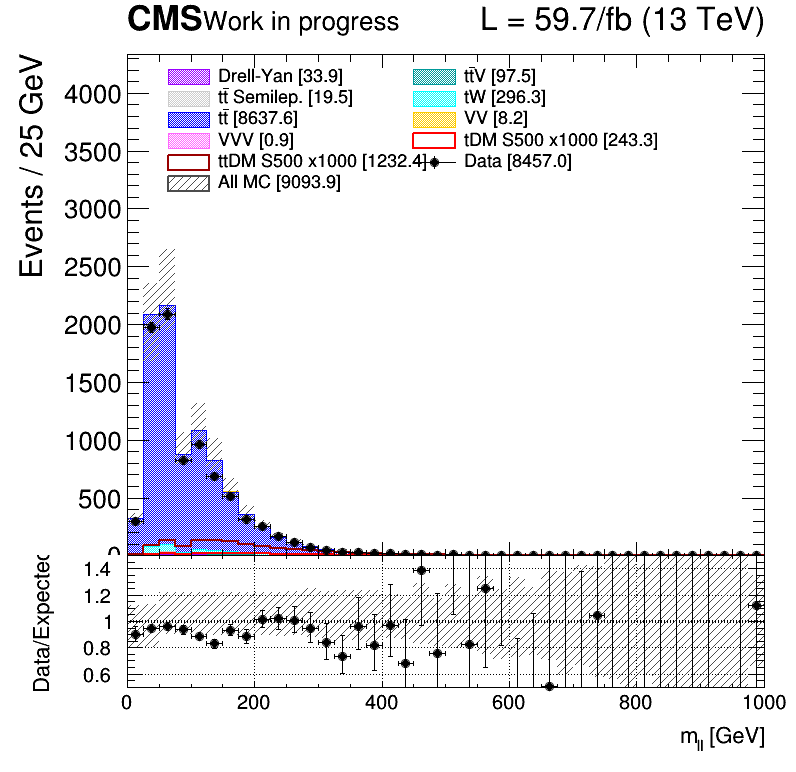 CMS Work in progress L = 59.7/fb (13 TeV)
Events / 25 GeV
4000
3500
3000
2500
2000
1500
1000
500
0
Drell-Yan [33.9] tt̄V [97.5]
tt̄ Semilep. [19.5] tW [296.3]
tt̄ [8637.6] VV [8.2]
VVV [0.9] tDM S500 x1000 [243.3]
ttDM S500 x1000 [1232.4] Data [8457.0]
All MC [9093.9]
Data/Expected
1.4
1.2
1
0.8
0.6
0 200 400 600 800 1000
m_ll [GeV]